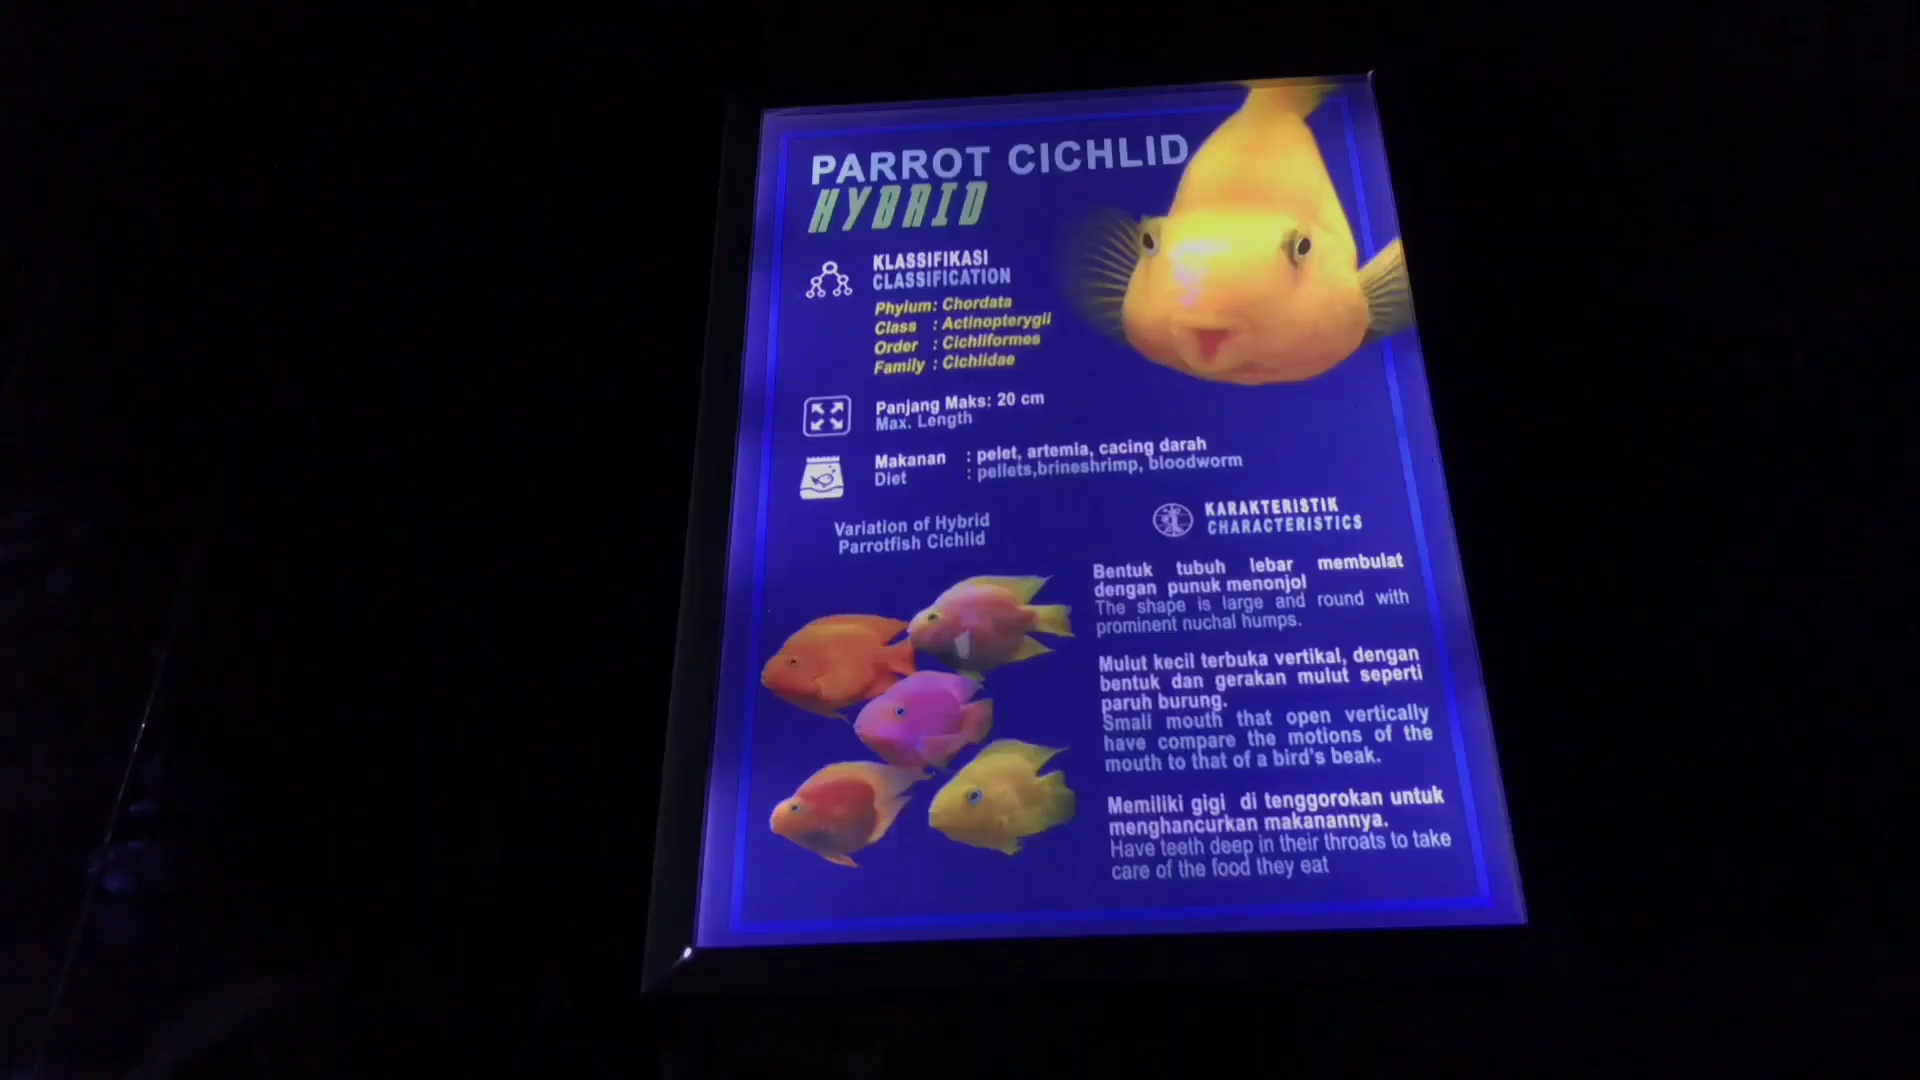 PARROT CICHLID
HYBRID
KLASSIFIKASI
CLASSIFICATION
Phylum: Chordata
Class : Actinopterygii
Order : Cichliformes
Family : Cichlidae
Panjang Maks: 20 cm
Max. Length
Makanan : pelet, artemia, cacing darah
Diet : pellets,brineshrimp, bloodworm
Variation of Hybrid
Parrotfish Cichlid
KARAKTERISTIK
CHARACTERISTICS
Bentuk tubuh lebar membulat
dengan punuk menonjol
The shape is large and round with
prominent nuchal humps.
Mulut kecil terbuka vertikal, dengan
bentuk dan gerakan mulut seperti
paruh burung.
Small mouth that open vertically
have compare the motions of the
mouth to that of a bird's beak.
Memiliki gigi di tenggorokan untuk
menghancurkan makanannya.
Have teeth deep in their throats to take
care of the food they eat